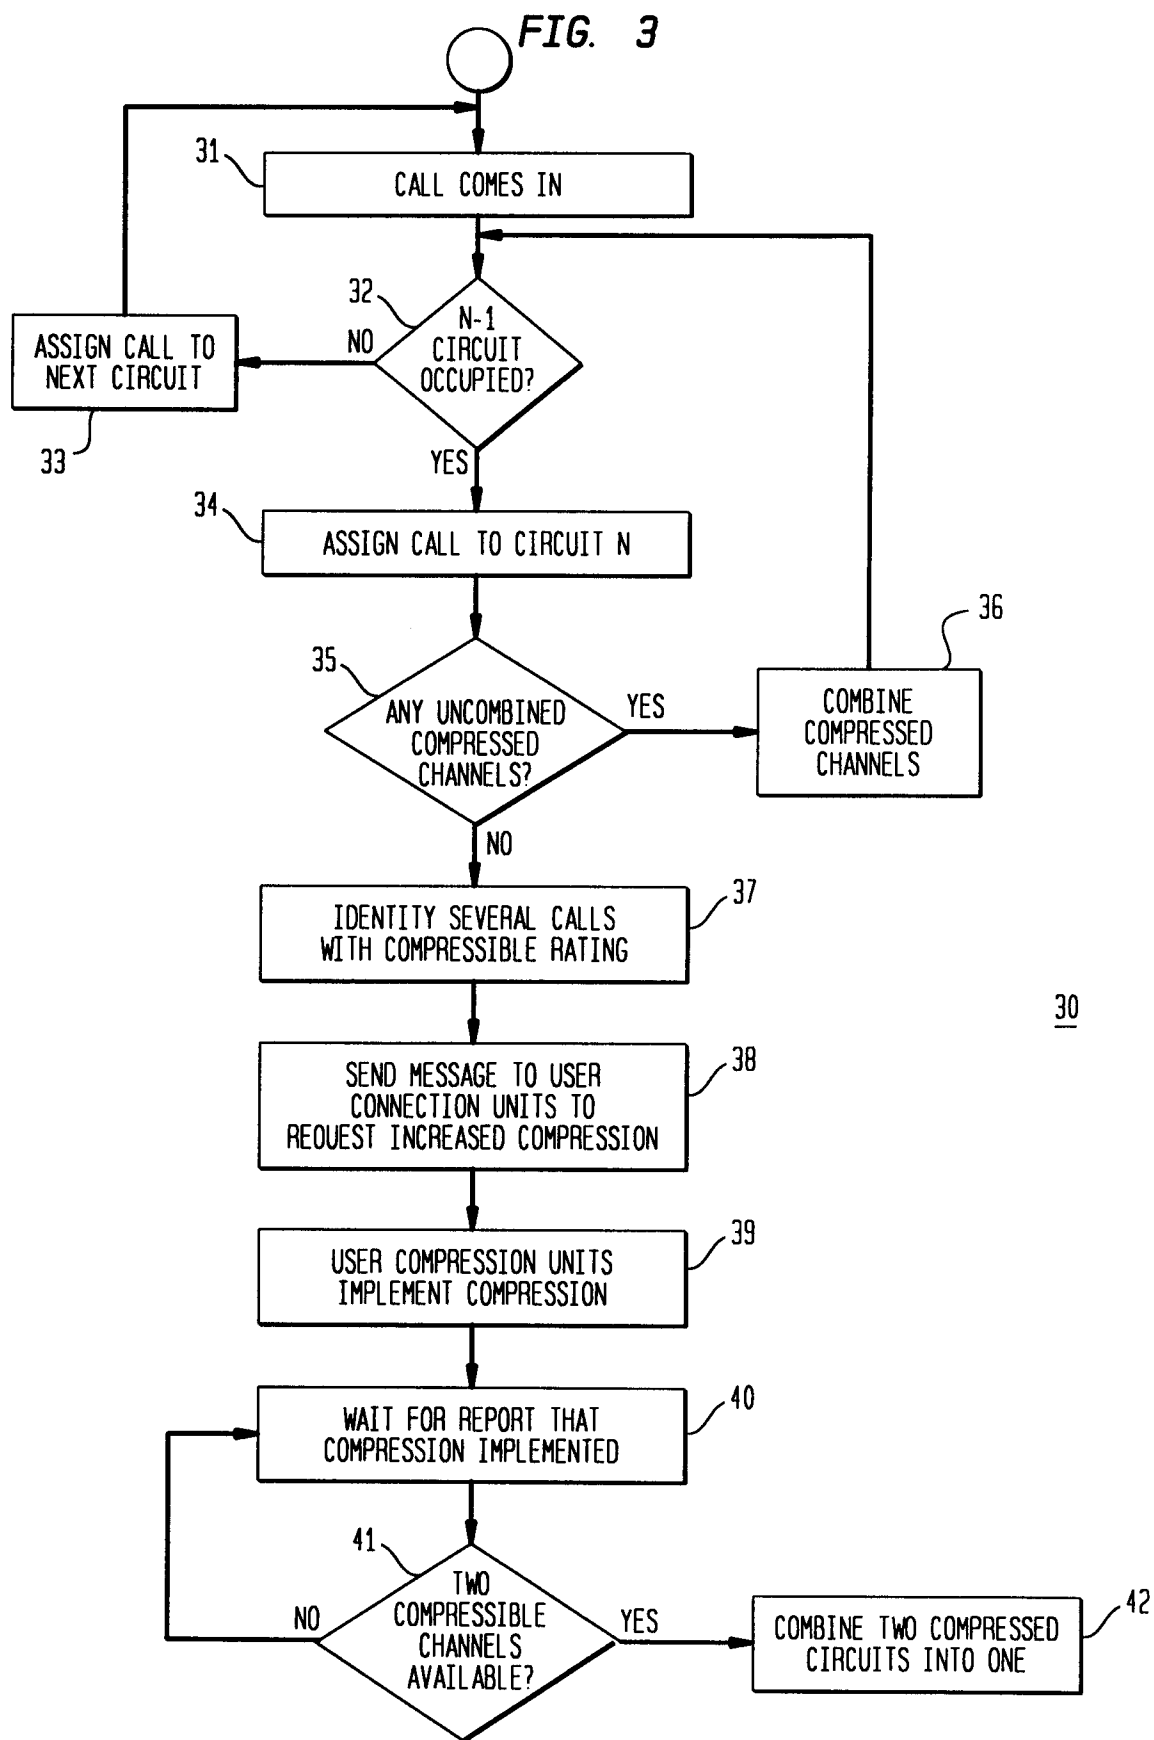 FIG. 3
31
CALL COMES IN
32
N-1
CIRCUIT
OCCUPIED?
NO
ASSIGN CALL TO
NEXT CIRCUIT
33
YES
34
ASSIGN CALL TO CIRCUIT N
35
ANY UNCOMBINED
COMPRESSED
CHANNELS?
YES
36
COMBINE
COMPRESSED
CHANNELS
NO
37
IDENTITY SEVERAL CALLS
WITH COMPRESSIBLE RATING
30
38
SEND MESSAGE TO USER
CONNECTION UNITS TO
REQUEST INCREASED COMPRESSION
39
USER COMPRESSION UNITS
IMPLEMENT COMPRESSION
40
WAIT FOR REPORT THAT
COMPRESSION IMPLEMENTED
41
TWO
COMPRESSIBLE
CHANNELS
AVAILABLE?
NO
YES
42
COMBINE TWO COMPRESSED
CIRCUITS INTO ONE